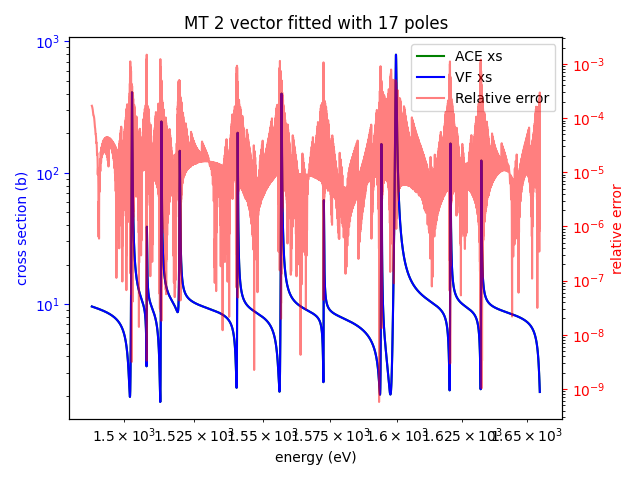 MT 2 vector fitted with 17 poles
ACE xs
VF xs
Relative error
10³
10²
10¹
cross section (b)
10⁻³
10⁻⁴
10⁻⁵
10⁻⁶
10⁻⁷
10⁻⁸
10⁻⁹
relative error
1.5 × 10³ 1.525 × 10³ 1.55 × 10³ 1.575 × 10³ 1.6 × 10³ 1.625 × 10³ 1.65 × 10³
energy (eV)